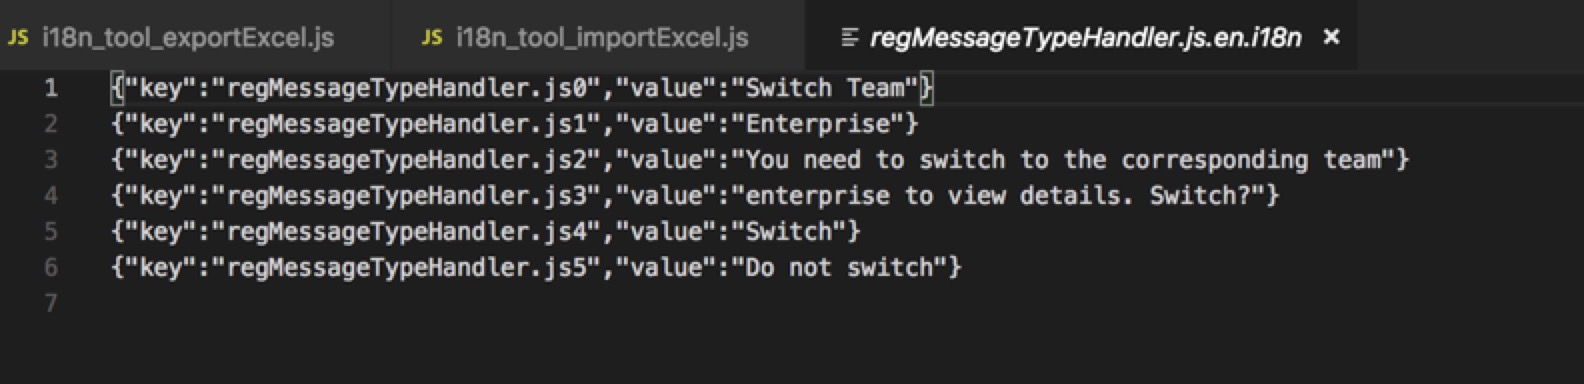 JS i18n_tool_exportExcel.js JS i18n_tool_importExcel.js regMessageTypeHandler.js.en.i18n ×
1 {"key":"regMessageTypeHandler.js0","value":"Switch Team"}
2 {"key":"regMessageTypeHandler.js1","value":"Enterprise"}
3 {"key":"regMessageTypeHandler.js2","value":"You need to switch to the corresponding team"}
4 {"key":"regMessageTypeHandler.js3","value":"enterprise to view details. Switch?"}
5 {"key":"regMessageTypeHandler.js4","value":"Switch"}
6 {"key":"regMessageTypeHandler.js5","value":"Do not switch"}
7